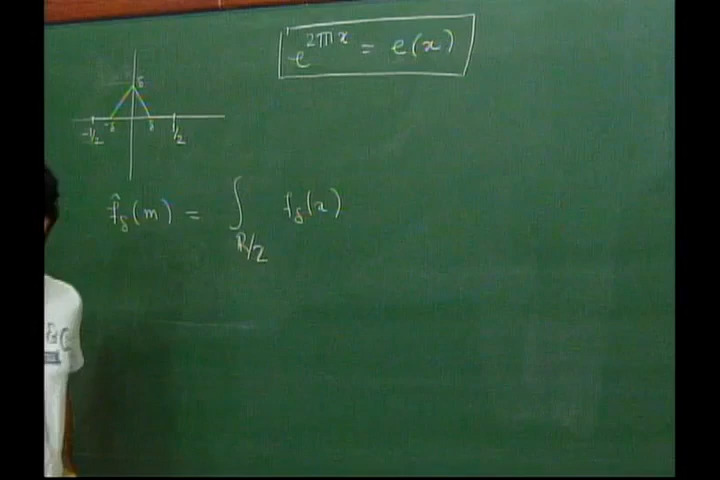 e^{2πix} = e(x)
δ
-1/2 -δ δ 1/2
f̂_δ(m) = ∫_{ℝ/ℤ} f_δ(x)